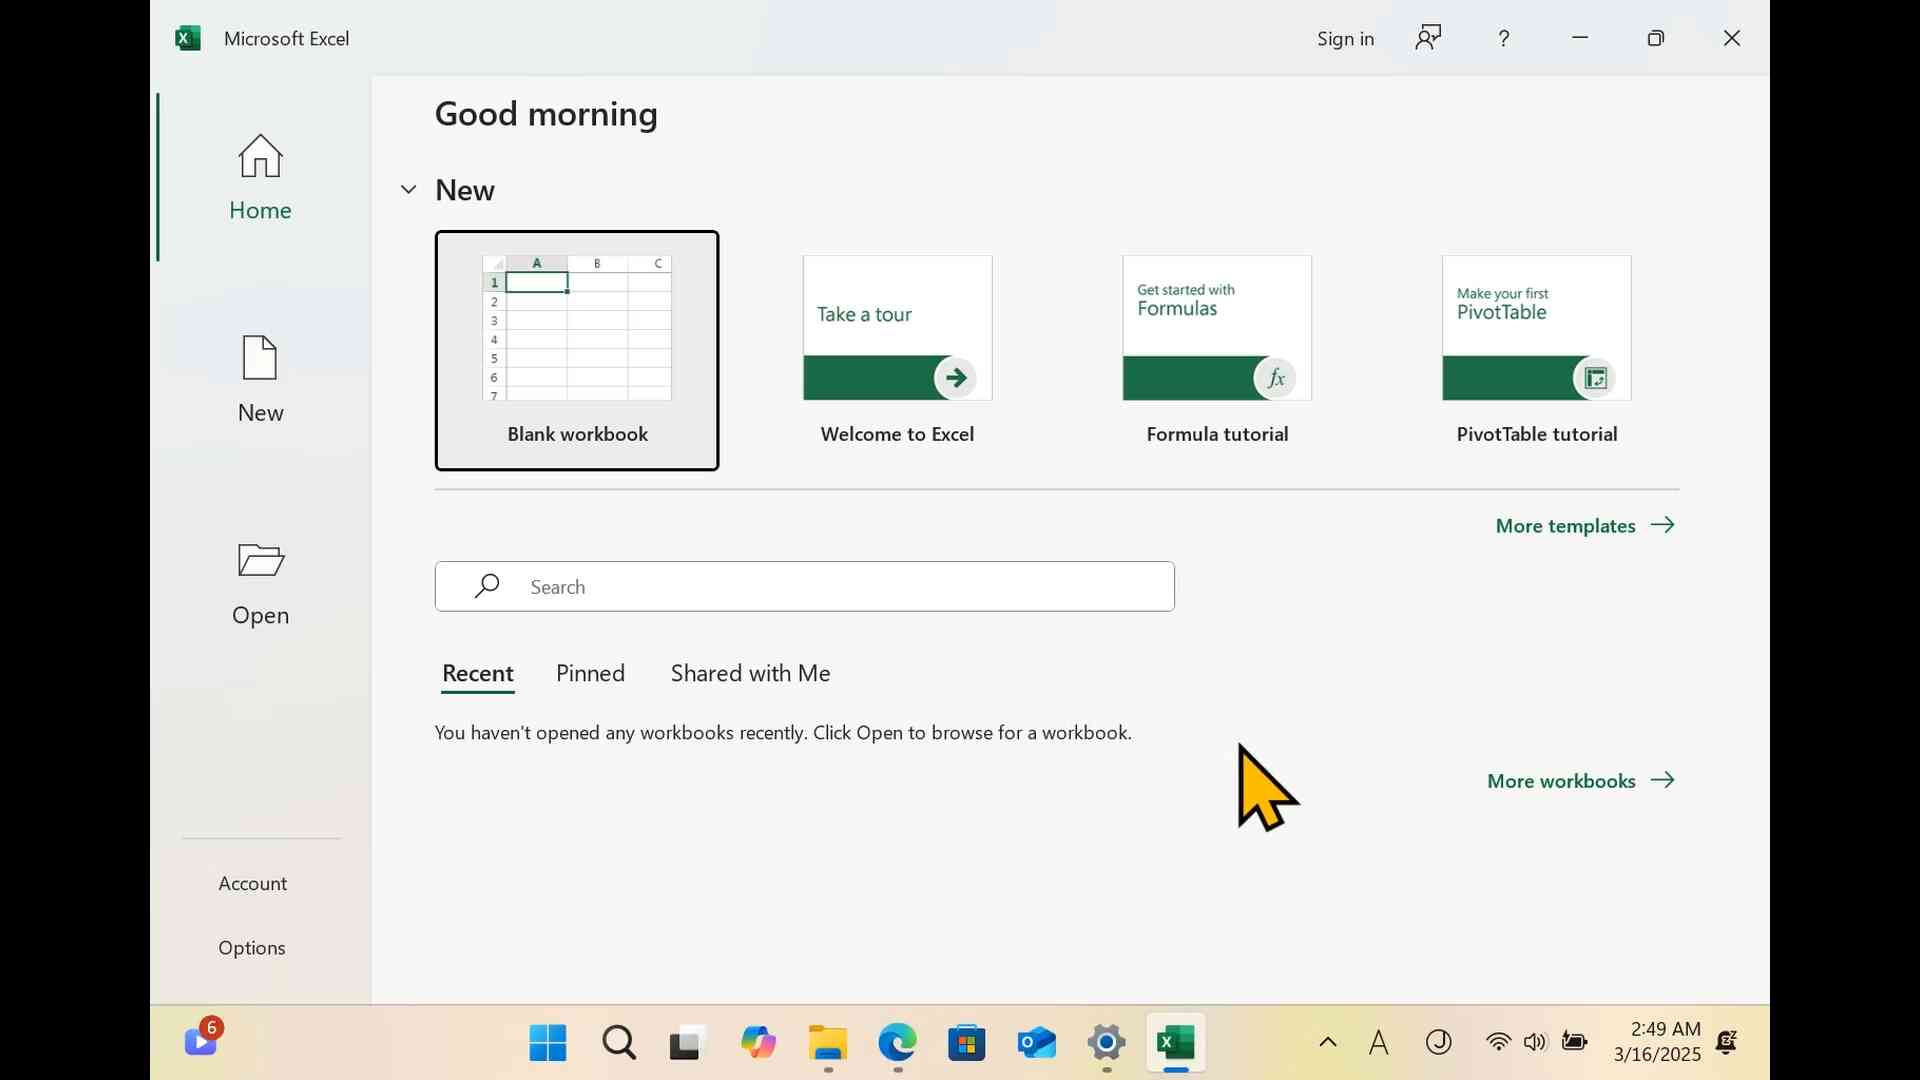 Microsoft Excel
Sign in
?
Home
New
Open
Account
Options
Good morning
New
A B C
1
2
3
4
5
6
7
Blank workbook
Take a tour
Welcome to Excel
Get started with
Formulas
fx
Formula tutorial
Make your first
PivotTable
PivotTable tutorial
More templates
Search
Recent Pinned Shared with Me
You haven't opened any workbooks recently. Click Open to browse for a workbook.
More workbooks
6
A
J
2:49 AM
3/16/2025